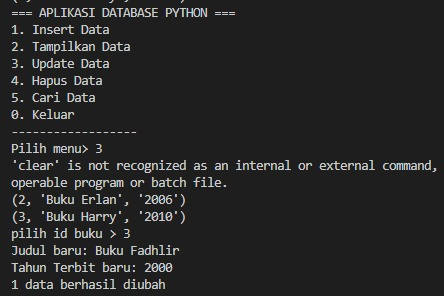 === APLIKASI DATABASE PYTHON ===
1. Insert Data
2. Tampilkan Data
3. Update Data
4. Hapus Data
5. Cari Data
0. Keluar
------------------
Pilih menu> 3
'clear' is not recognized as an internal or external command,
operable program or batch file.
(2, 'Buku Erlan', '2006')
(3, 'Buku Harry', '2010')
pilih id buku > 3
Judul baru: Buku Fadhlir
Tahun Terbit baru: 2000
1 data berhasil diubah